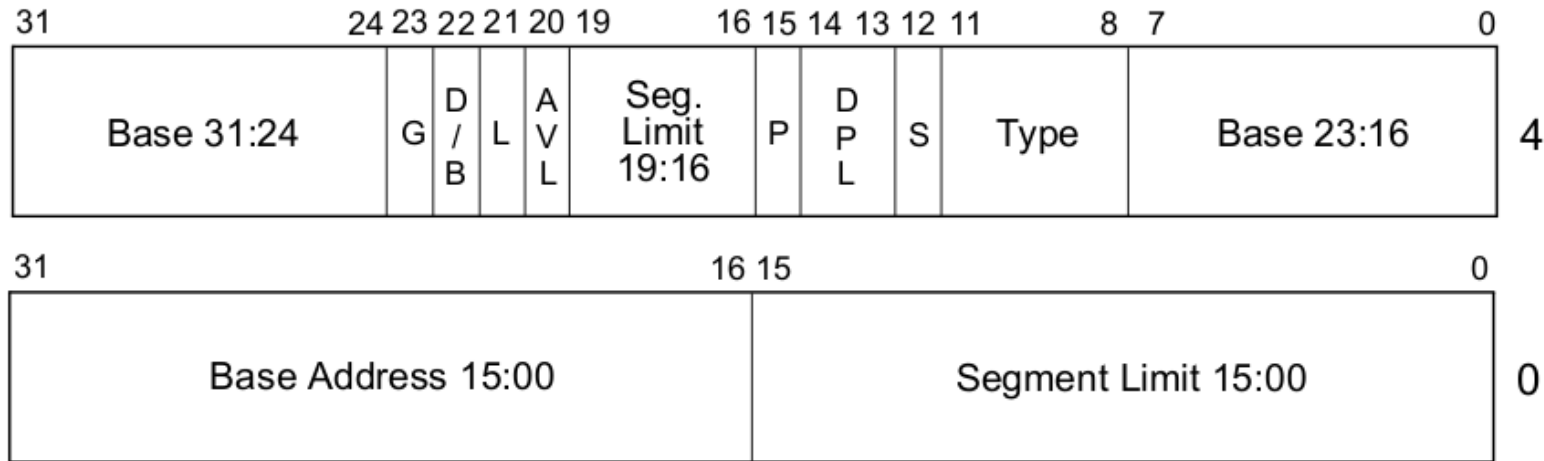 31 24 23 22 21 20 19 16 15 14 13 12 11 8 7 0
Base 31:24
G
D
/
B
L
A
V
L
Seg.
Limit
19:16
P
D
P
L
S
Type
Base 23:16
4
31 16 15 0
Base Address 15:00
Segment Limit 15:00
0